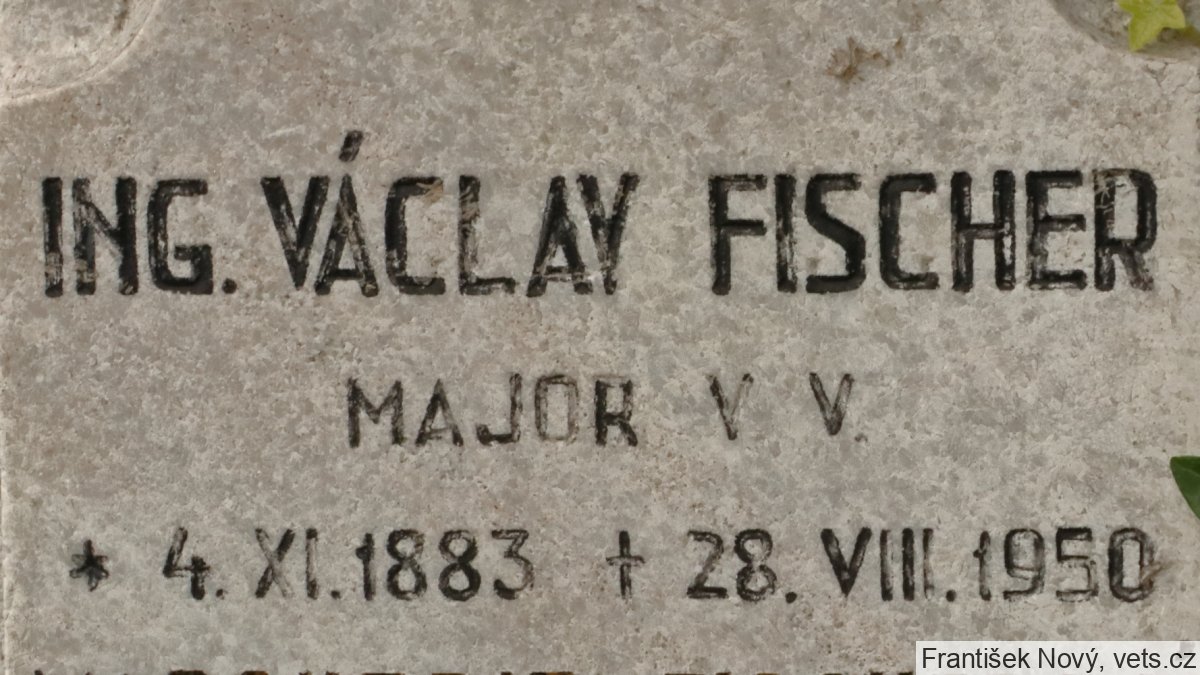 ING. VÁCLAV FISCHER
MAJOR V V.
* 4. XI. 1883 † 28. VIII. 1950
František Nový, vets.cz